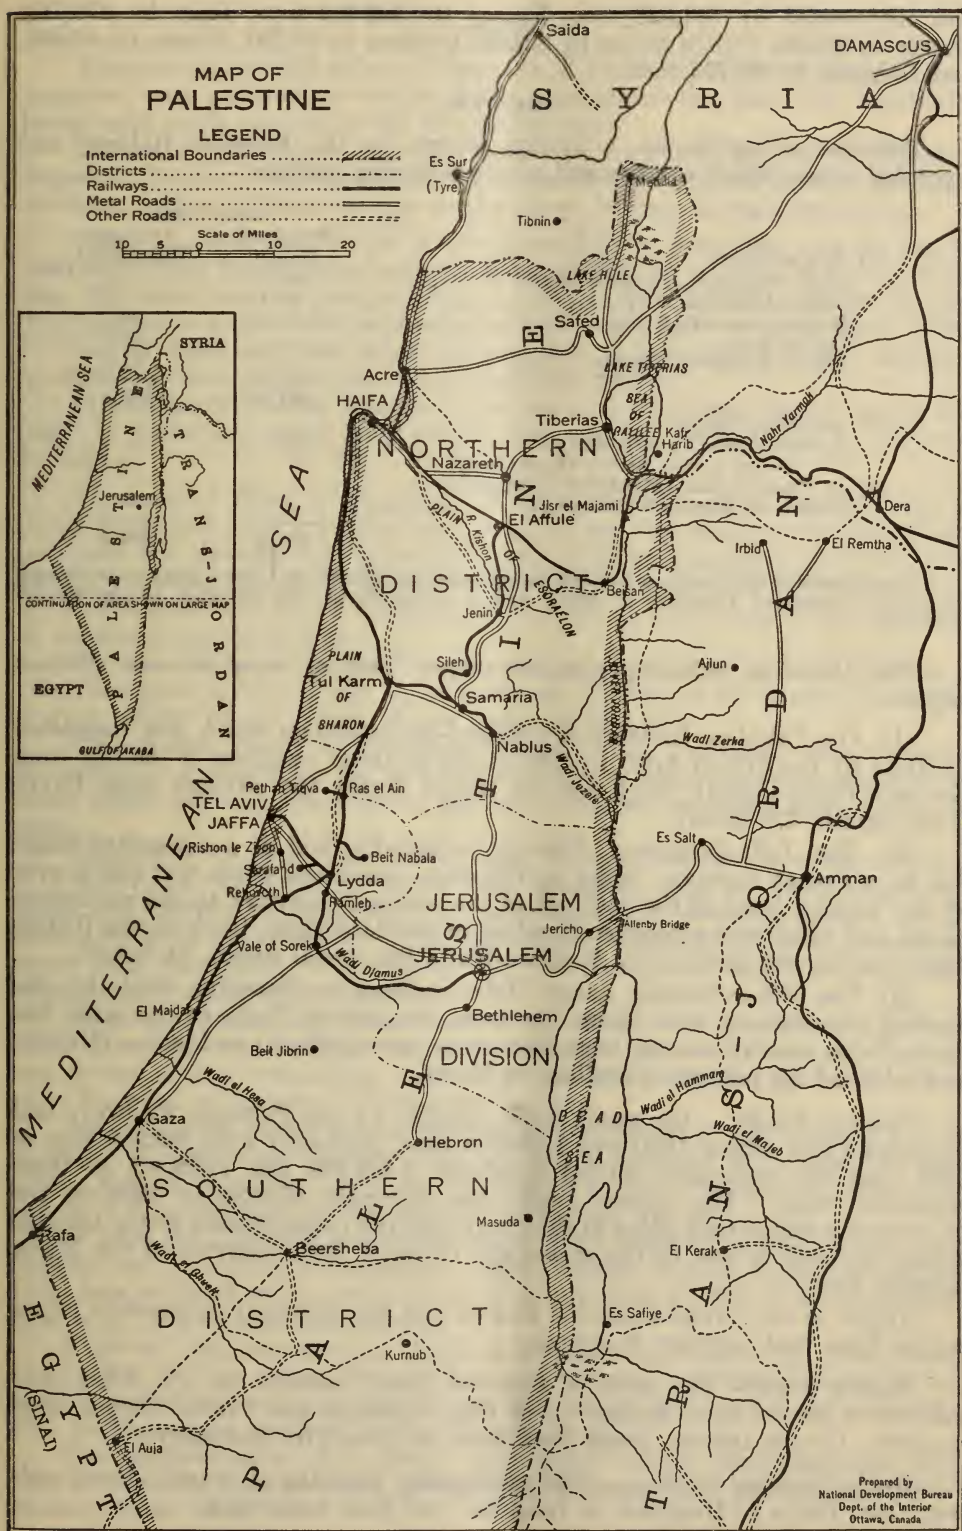 MAP OF
PALESTINE
LEGEND
International Boundaries
Districts
Railways
Metal Roads
Other Roads
Scale of Miles
10 5 0 10 20
SYRIA
MEDITERRANEAN SEA
Jerusalem
PALESTINE
TRANS-JORDAN
CONTINUATION OF AREA SHOWN ON LARGE MAP
EGYPT
GULF OF AKABA
Saida
DAMASCUS
SYRIA
Es Sur
(Tyre)
Tibnin
LAKE HULE
Safed
LAKE TIBERIAS
Acre
HAIFA
SEA
OF
GALILEE
Tiberias
Kafr
Harib
Nahr Yarmak
NORTHERN
Nazareth
Jisr el Majami
Dera
PLAIN
OF
ESDRAELON
R. Kishon
El Affule
Irbid
El Remtha
DISTRICT
Beisan
Jenin
Sileh
Ajlun
PLAIN
OF
SHARON
Tul Karm
Samaria
Nablus
Wadi Zerka
Wadi Jozele
Pethah Tiqva
Ras el Ain
TEL AVIV
JAFFA
Rishon le Zion
Beit Nabala
Es Salt
Sarafand
Lydda
Amman
Rehovoth
Ramleh
JERUSALEM
Allenby Bridge
Jericho
Vale of Sorek
JERUSALEM
Wadi Djamus
El Majdal
Bethlehem
Beit Jibrin
DIVISION
Wadi el Hesa
Wadi el Hammam
Gaza
DEAD
SEA
Wadi el Mojeb
Hebron
SOUTHERN
Masuda
Rafa
Beersheba
El Kerak
DISTRICT
Es Safiye
Kurnub
El Auja
MEDITERRANEAN SEA
PALESTINE
TRANS-JORDAN
EGYPT
(SINAI)
Prepared by
National Development Bureau
Dept. of the Interior
Ottawa, Canada